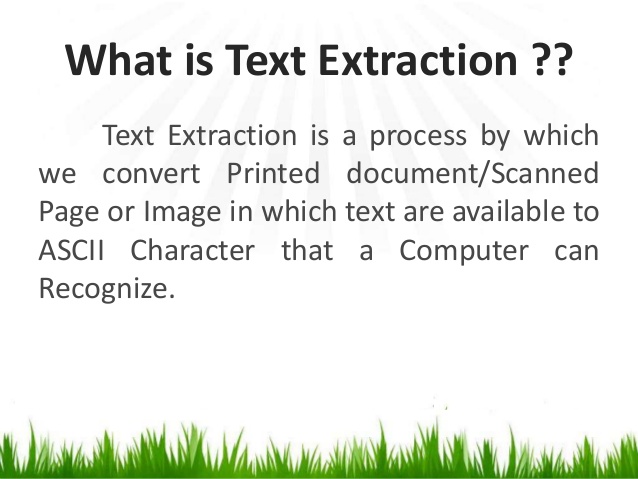 What is Text Extraction ??
Text Extraction is a process by which
we convert Printed document/Scanned
Page or Image in which text are available to
ASCII Character that a Computer can
Recognize.